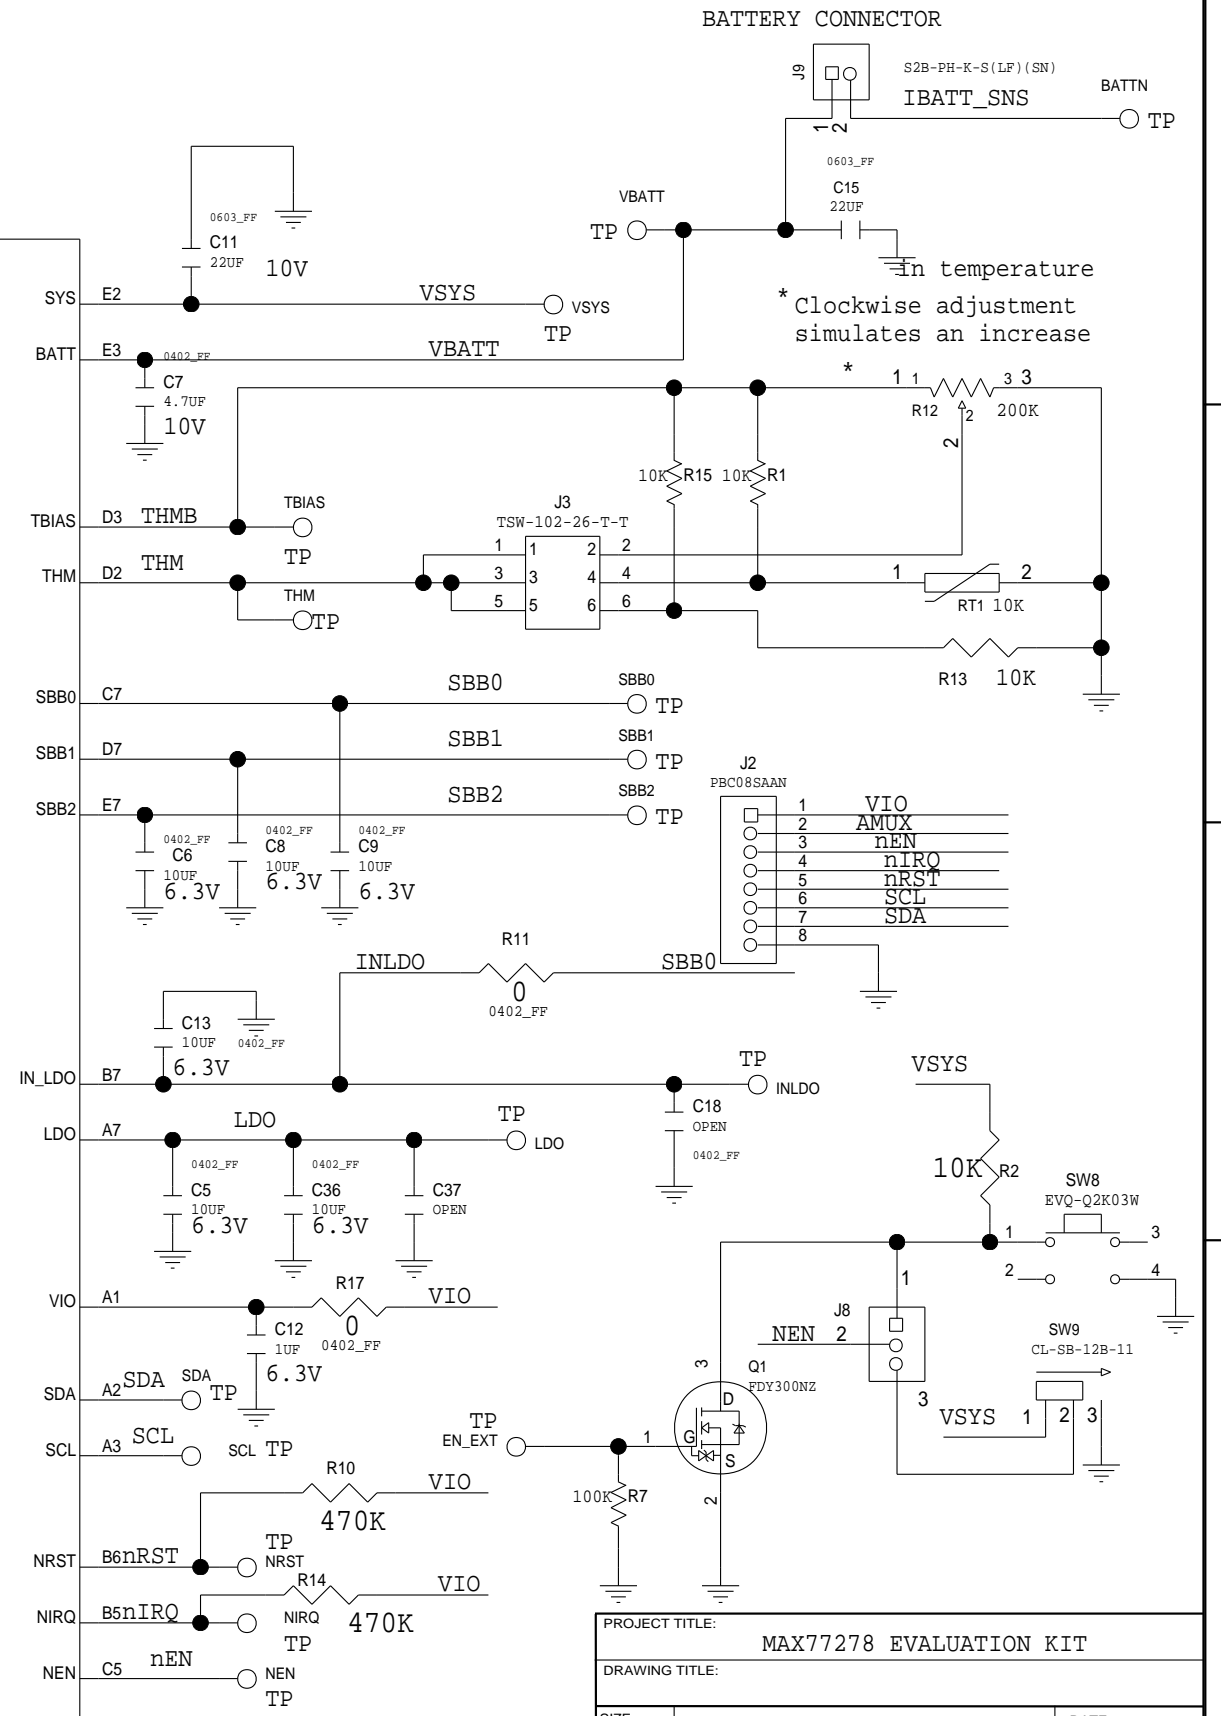 BATTERY CONNECTOR
J9
S2B-PH-K-S(LF)(SN)
IBATT_SNS
BATTN
TP
1
2
0603_FF
C15
22UF
VBATT
TP
0603_FF
C11
22UF
10V
in temperature
* Clockwise adjustment
simulates an increase
SYS E2 VSYS
VSYS
TP
BATT E3 VBATT
0402_FF
C7
4.7UF
10V
*
1 1 3 3
R12 2 200K
2
10K R15 10K R1
TBIAS D3 THMB
TBIAS
TP
J3
TSW-102-26-T-T
1 1 2 2
3 3 4 4
5 5 6 6
THM D2 THM
THM
TP
1 2
RT1 10K
R13 10K
SBB0 C7 SBB0 SBB0
TP
SBB1 D7 SBB1 SBB1
TP
SBB2 E7 SBB2 SBB2
TP
0402_FF
C6
10UF
6.3V
0402_FF
C8
10UF
6.3V
0402_FF
C9
10UF
6.3V
J2
PBC08SAAN
1 VIO
2 AMUX
3 nEN
4 nIRQ
5 nRST
6 SCL
7 SDA
8
INLDO R11 SBB0
0
0402_FF
C13
10UF 0402_FF
6.3V
IN_LDO B7
TP
INLDO
C18
OPEN
0402_FF
LDO A7 LDO
TP
LDO
0402_FF
C5
10UF
6.3V
0402_FF
C36
10UF
6.3V
C37
OPEN
VSYS
10K R2
SW8
EVQ-Q2K03W
1 3
2 4
VIO A1 R17 VIO
0
0402_FF
C12
1UF
6.3V
1
J8
NEN 2
3
SW9
CL-SB-12B-11
VSYS 1 2 3
3
Q1
FDY300NZ
D
G
S
1
2
TP
EN_EXT
100K R7
SDA A2 SDA SDA TP
SCL A3 SCL SCL TP
R10 VIO
470K
NRST B6 nRST
TP
NRST
R14 VIO
470K
NIRQ B5 nIRQ
NIRQ
TP
NEN C5 nEN
NEN
TP
PROJECT TITLE:
MAX77278 EVALUATION KIT
DRAWING TITLE: